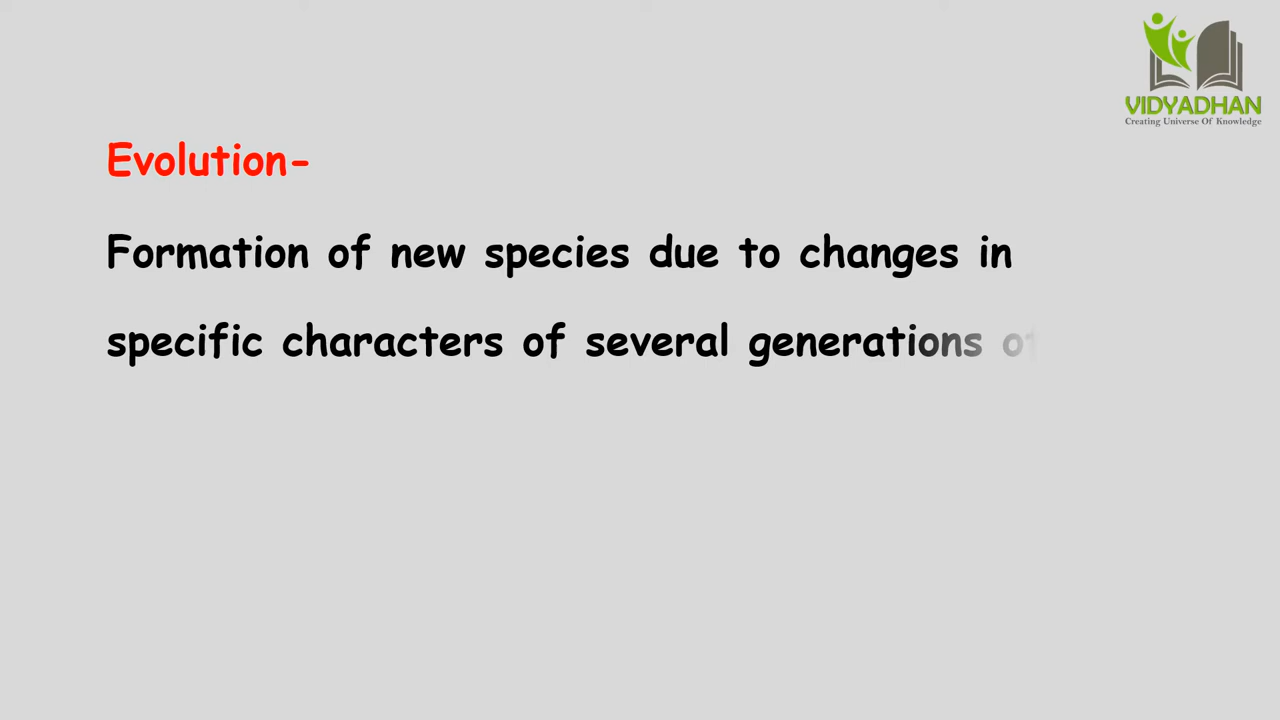 VIDYADHAN
Creating Universe Of Knowledge
Evolution-
Formation of new species due to changes in
specific characters of several generations of